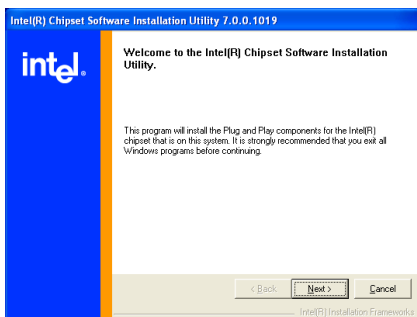 Intel(R) Chipset Software Installation Utility 7.0.0.1019
intel.
Welcome to the Intel(R) Chipset Software Installation
Utility.
This program will install the Plug and Play components for the Intel(R)
chipset that is on this system. It is strongly recommended that you exit all
Windows programs before continuing.
< Back
Next >
Cancel
Intel(R) Installation Frameworks